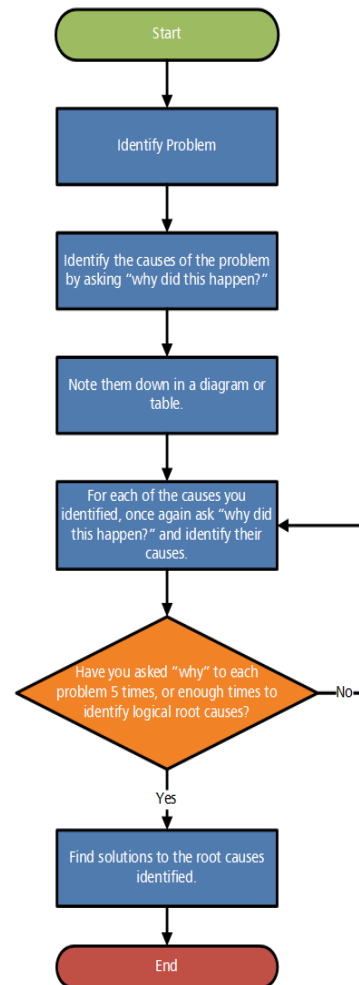 Start
Identify Problem
Identify the causes of the problem
by asking “why did this happen?”
Note them down in a diagram or
table.
For each of the causes you
identified, once again ask “why did
this happen?” and identify their
causes.
Have you asked “why” to each
problem 5 times, or enough times to
identify logical root causes?
No
Yes
Find solutions to the root causes
identified.
End